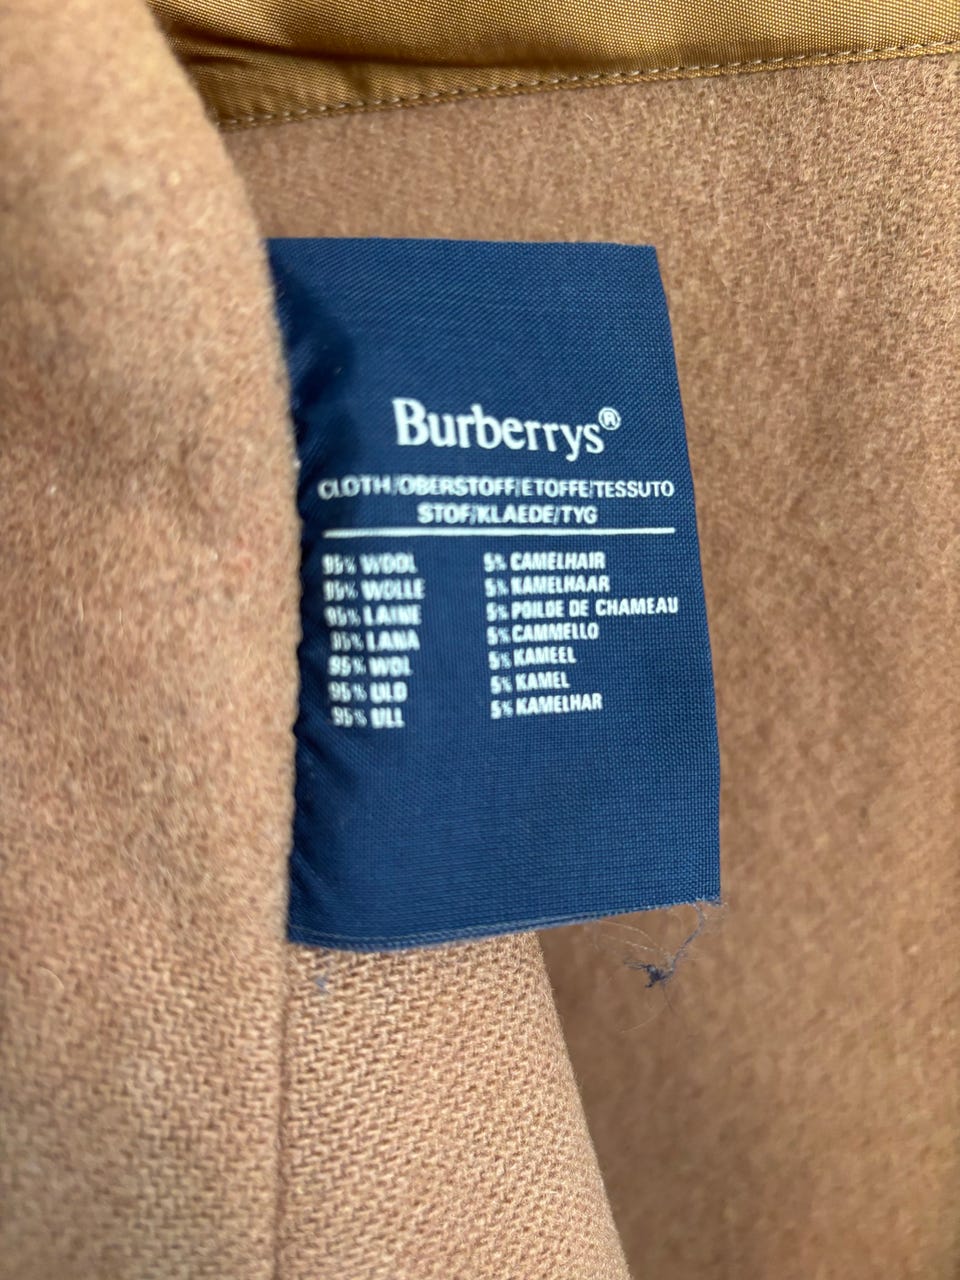 Burberrys®
CLOTH/OBERSTOFF/ETOFFE/TESSUTO
STOF/KLAEDE/TYG
95% WOOL 5% CAMELHAIR
95% WOLLE 5% KAMELHAAR
95% LAINE 5% POILDE DE CHAMEAU
95% LANA 5% CAMMELLO
95% WOL 5% KAMEEL
95% ULD 5% KAMEL
95% ULL 5% KAMELHAR